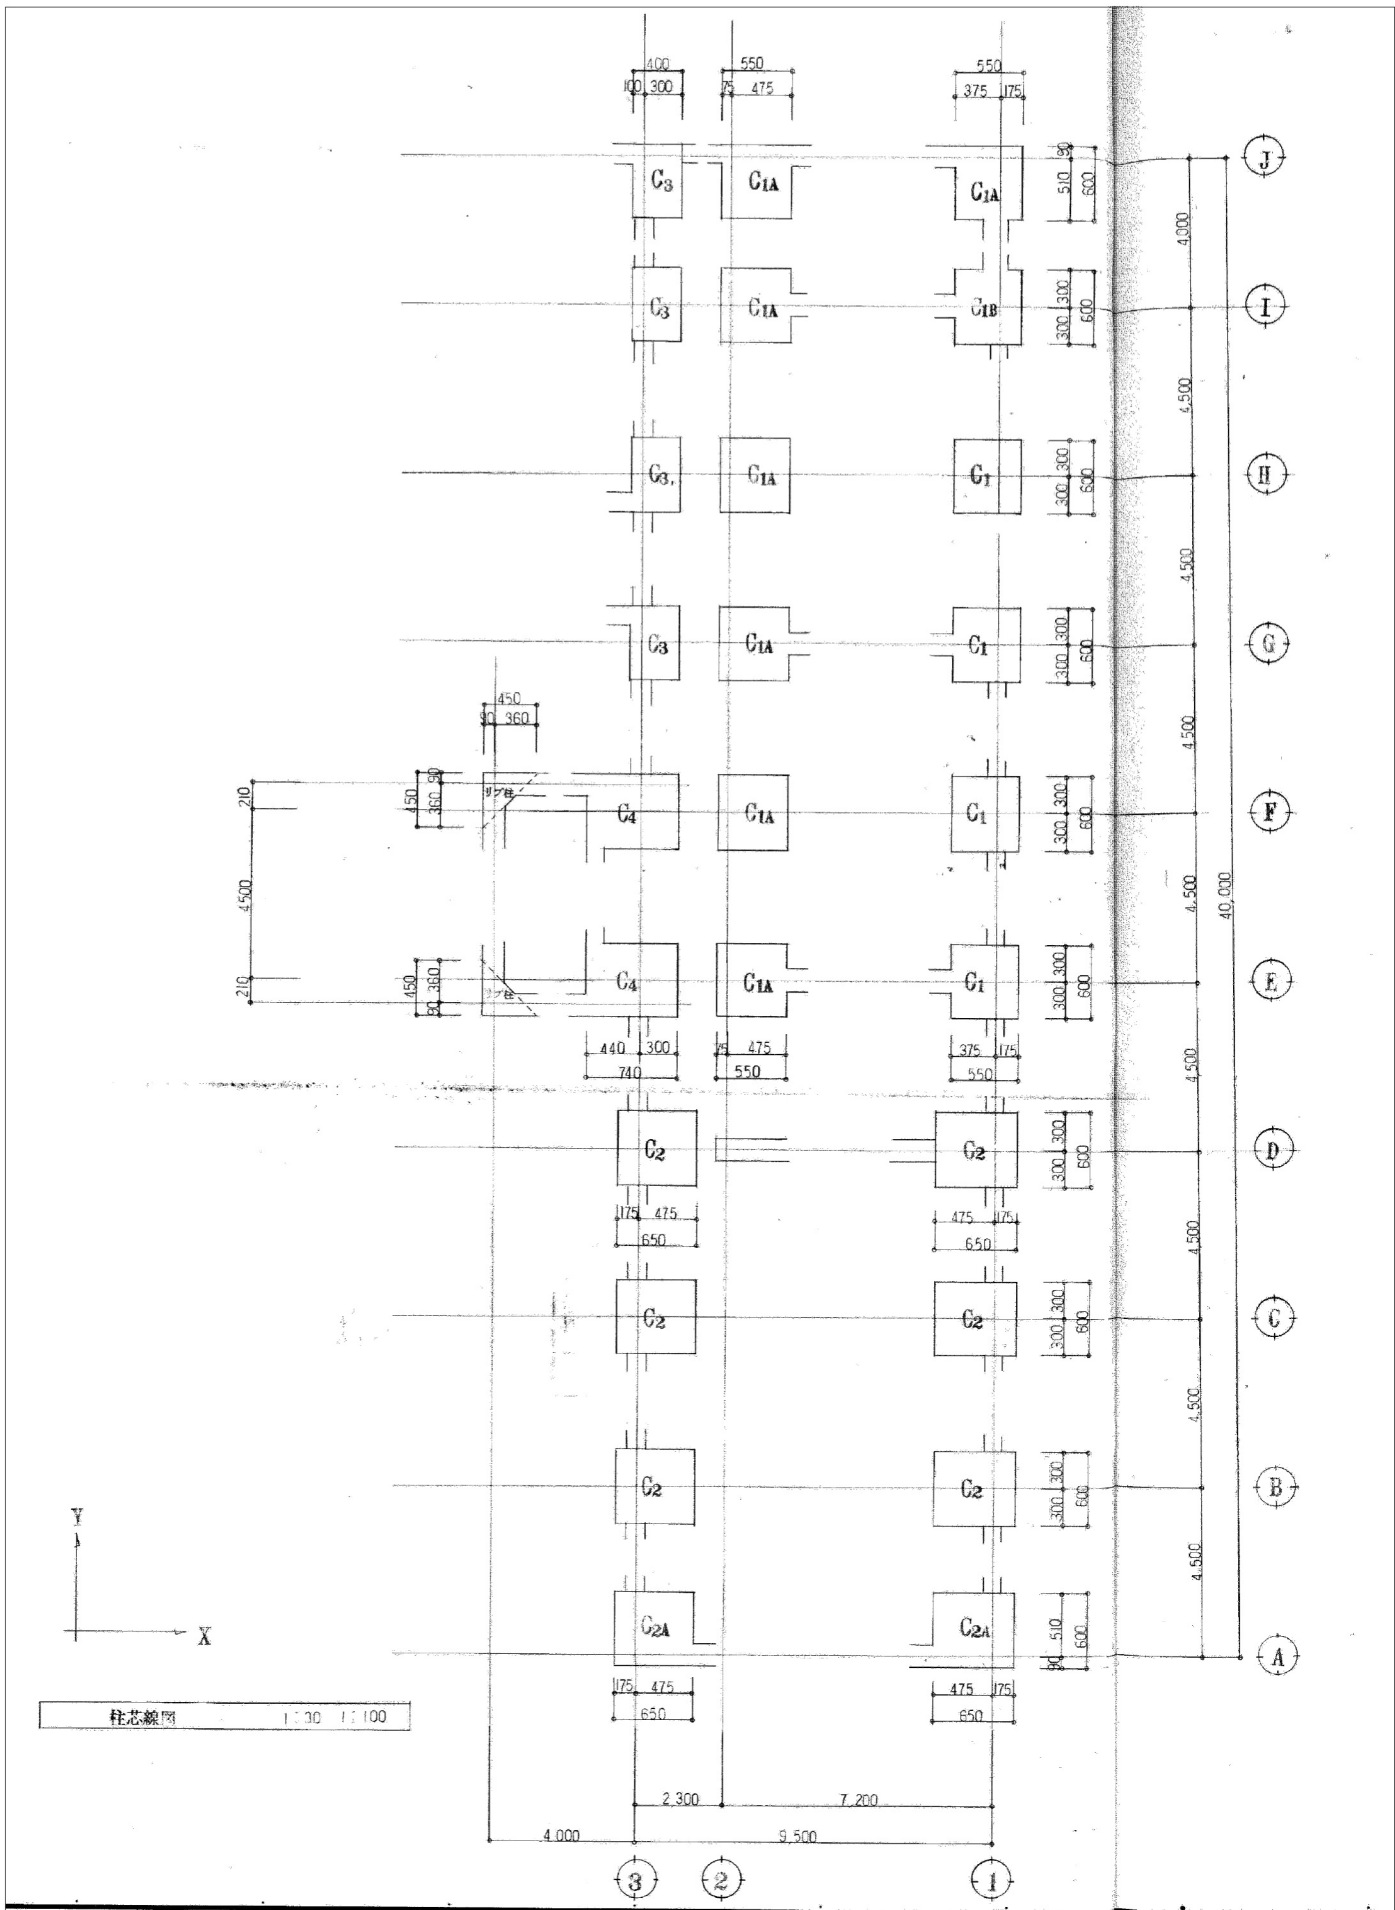 400 550 550
100 300 75 475 375 175
C3 C1A C1A 90 510 600 J
4,000
C3 C1A C1B 300 300 600 I
4,500
C3 C1A C1 300 300 600 H
4,500
C3 C1A C1 300 300 600 G
450
90 360
4,500
210 450 90 360 リブ柱 C4 C1A C1 300 300 600 F
4,500 4,500 40,000
210 450 360 90 リブ柱 C4 C1A C1 300 300 600 E
440 300 75 475 375 175
740 550 550
4,500
C2 C2 300 300 600 D
175 475 475 175
650 650
4,500
C2 C2 300 300 600 C
4,500
C2 C2 300 300 600 B
Y
4,500
X
C2A C2A 510 90 600 A
175 475 475 175
650 650
柱芯線図 1:30 1:100
2,300 7,200
4,000 9,500
3 2 1